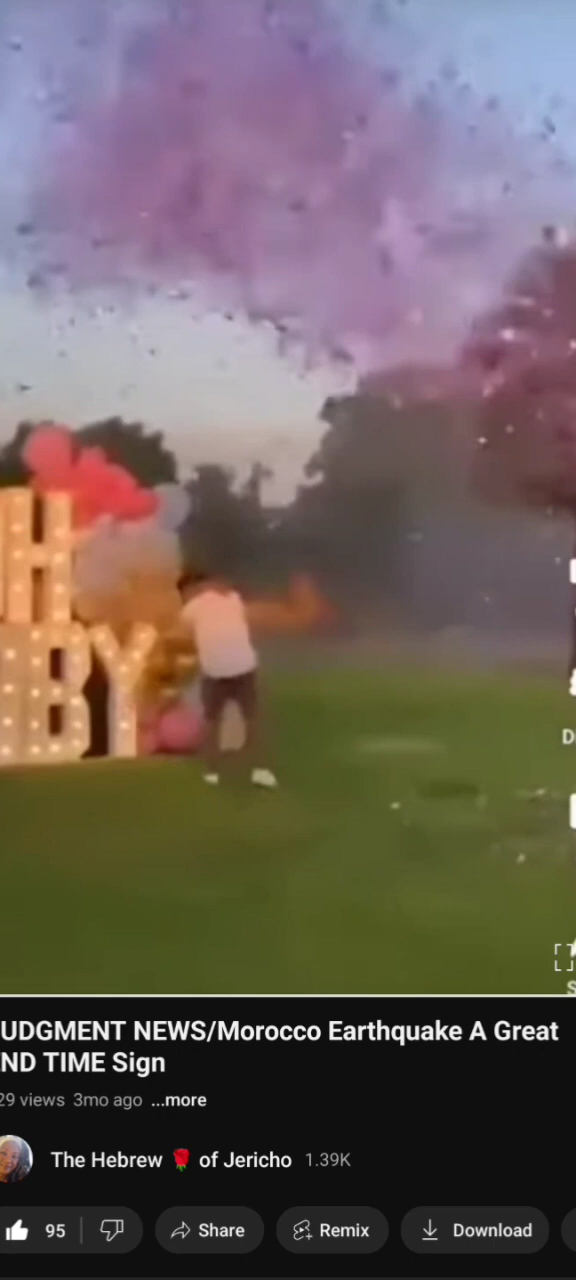 H
BY
D
S
UDGMENT NEWS/Morocco Earthquake A Great
ND TIME Sign
29 views 3mo ago ...more
The Hebrew 🌹 of Jericho 1.39K
95 Share Remix Download